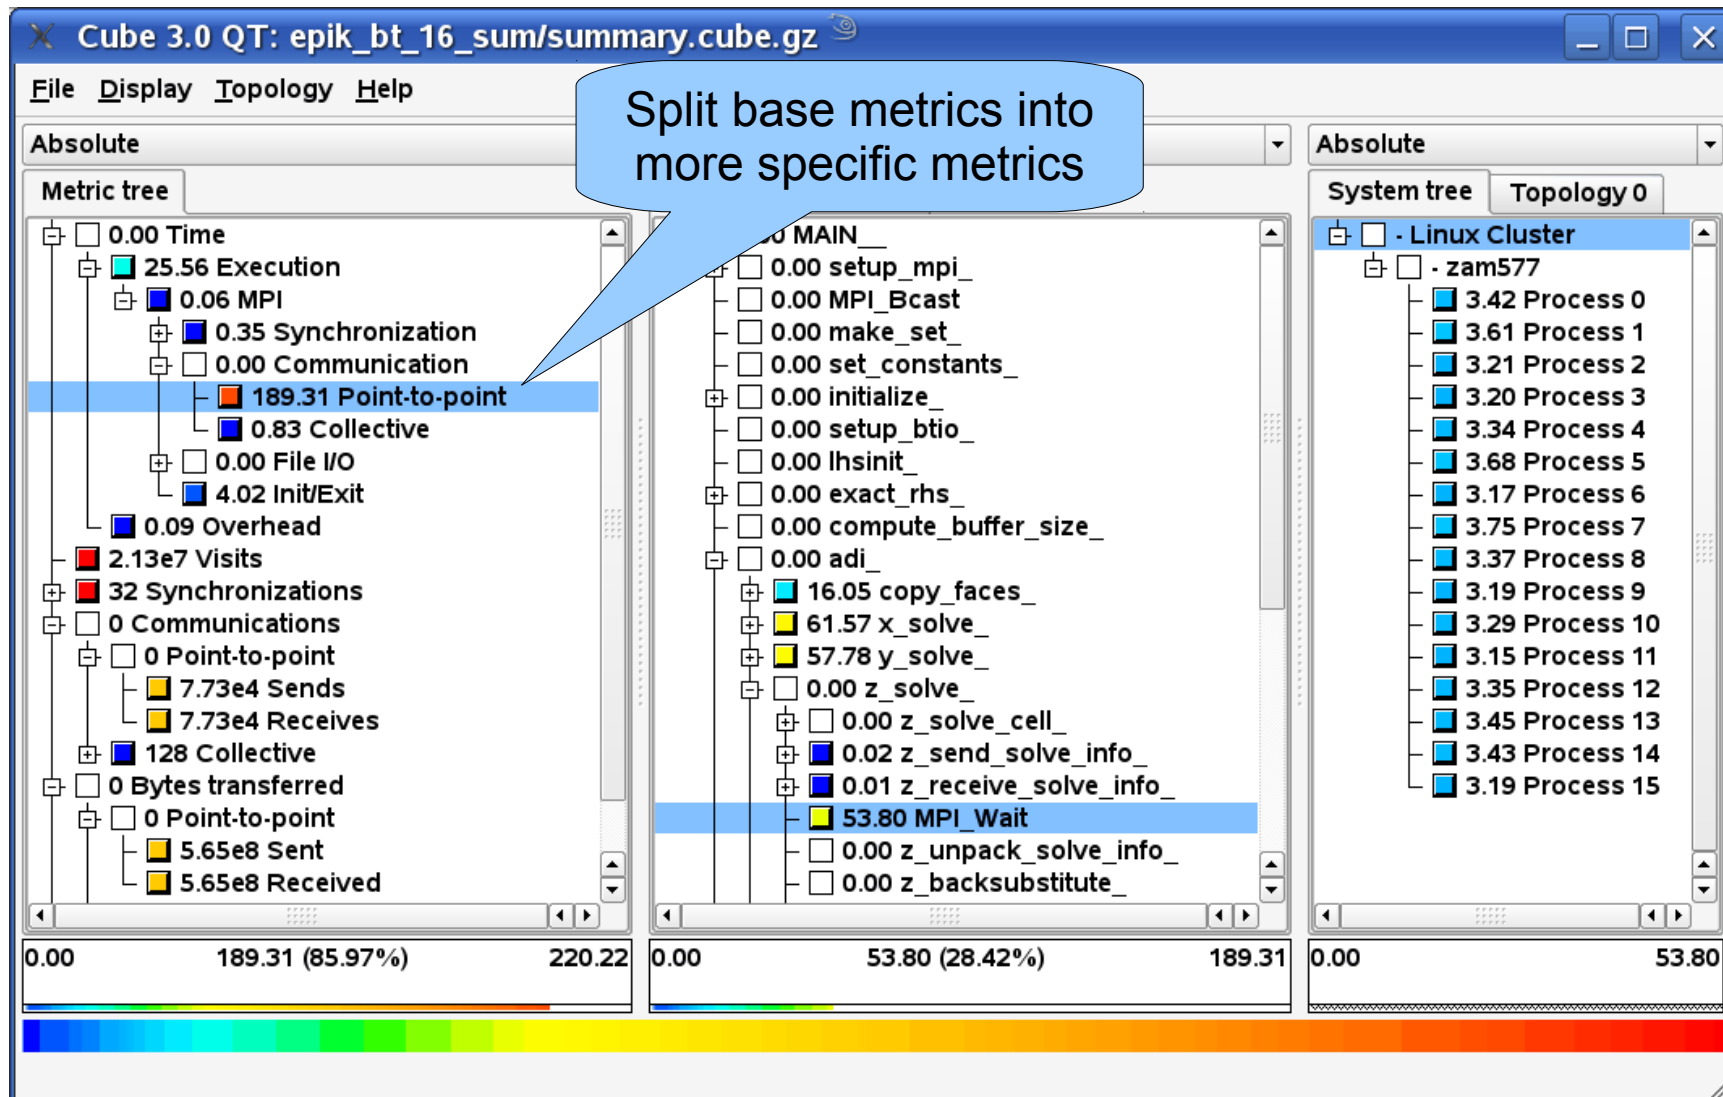 Cube 3.0 QT: epik_bt_16_sum/summary.cube.gz
File Display Topology Help
Split base metrics into
more specific metrics
Absolute
Metric tree
0.00 Time
25.56 Execution
0.06 MPI
0.35 Synchronization
0.00 Communication
189.31 Point-to-point
0.83 Collective
0.00 File I/O
4.02 Init/Exit
0.09 Overhead
2.13e7 Visits
32 Synchronizations
0 Communications
0 Point-to-point
7.73e4 Sends
7.73e4 Receives
128 Collective
0 Bytes transferred
0 Point-to-point
5.65e8 Sent
5.65e8 Received
0.00 189.31 (85.97%) 220.22
MAIN__
0.00 setup_mpi_
0.00 MPI_Bcast
0.00 make_set_
0.00 set_constants_
0.00 initialize_
0.00 setup_btio_
0.00 lhsinit_
0.00 exact_rhs_
0.00 compute_buffer_size_
0.00 adi_
16.05 copy_faces_
61.57 x_solve_
57.78 y_solve_
0.00 z_solve_
0.00 z_solve_cell_
0.02 z_send_solve_info_
0.01 z_receive_solve_info_
53.80 MPI_Wait
0.00 z_unpack_solve_info_
0.00 z_backsubstitute_
0.00 53.80 (28.42%) 189.31
Absolute
System tree Topology 0
- Linux Cluster
- zam577
3.42 Process 0
3.61 Process 1
3.21 Process 2
3.20 Process 3
3.34 Process 4
3.68 Process 5
3.17 Process 6
3.75 Process 7
3.37 Process 8
3.19 Process 9
3.29 Process 10
3.15 Process 11
3.35 Process 12
3.45 Process 13
3.43 Process 14
3.19 Process 15
0.00 53.80